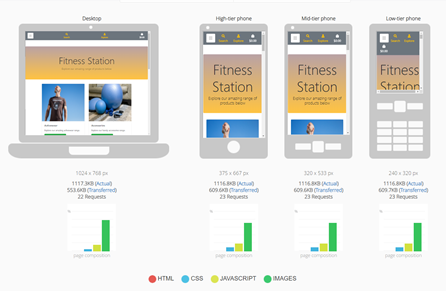 Desktop
High-tier phone
Mid-tier phone
Low-tier phone
Fitness Station
Fitness
Station
Explore our amazing range of
products below
Fitness
Station
Explore our amazing range of
products below
Fitness
Station
1024 x 768 px
375 x 667 px
320 x 533 px
240 x 320 px
1117.3KB (Actual)
553.6KB (Transferred)
22 Requests
1116.8KB (Actual)
609.6KB (Transferred)
23 Requests
1116.8KB (Actual)
609.6KB (Transferred)
23 Requests
1116.8KB (Actual)
609.7KB (Transferred)
23 Requests
%
%
%
%
page composition
page composition
page composition
page composition
HTML CSS JAVASCRIPT IMAGES